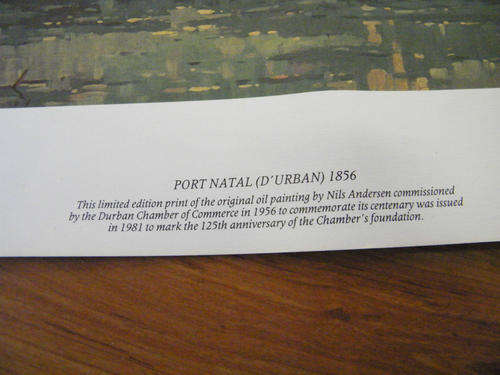 PORT NATAL (D'URBAN) 1856
This limited edition print of the original oil painting by Nils Andersen commissioned
by the Durban Chamber of Commerce in 1956 to commemorate its centenary was issued
in 1981 to mark the 125th anniversary of the Chamber's foundation.